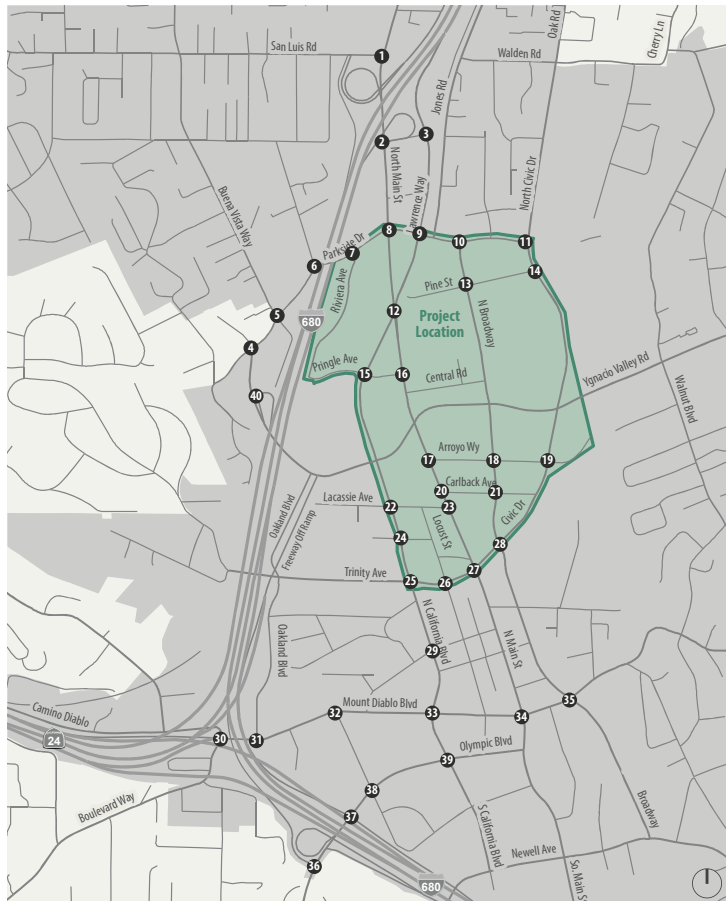 Oak Rd
Cherry Ln
San Luis Rd
1
Walden Rd
Jones Rd
2
3
North Main St
Lawrence Way
North Civic Dr
Buena Vista Way
8
9
10
11
Parkside Dr
7
6
14
Riviera Ave
Pine St
13
5
680
12
N Broadway
Project
Location
4
Pringle Ave
15
16
Central Rd
Ygnacio Valley Rd
Walnut Blvd
40
Arroyo Wy
17
18
19
Carlback Ave
20
21
Lacassie Ave
22
23
Oakland Blvd
Freeway Off Ramp
Locust St
Civic Dr
24
28
Trinity Ave
25
26
27
N California Blvd
N Main St
Oakland Blvd
29
Mount Diablo Blvd
35
32
33
34
Camino Diablo
24
30
31
Olympic Blvd
39
38
Boulevard Way
37
S California Blvd
Broadway
Newell Ave
36
680
So. Main St